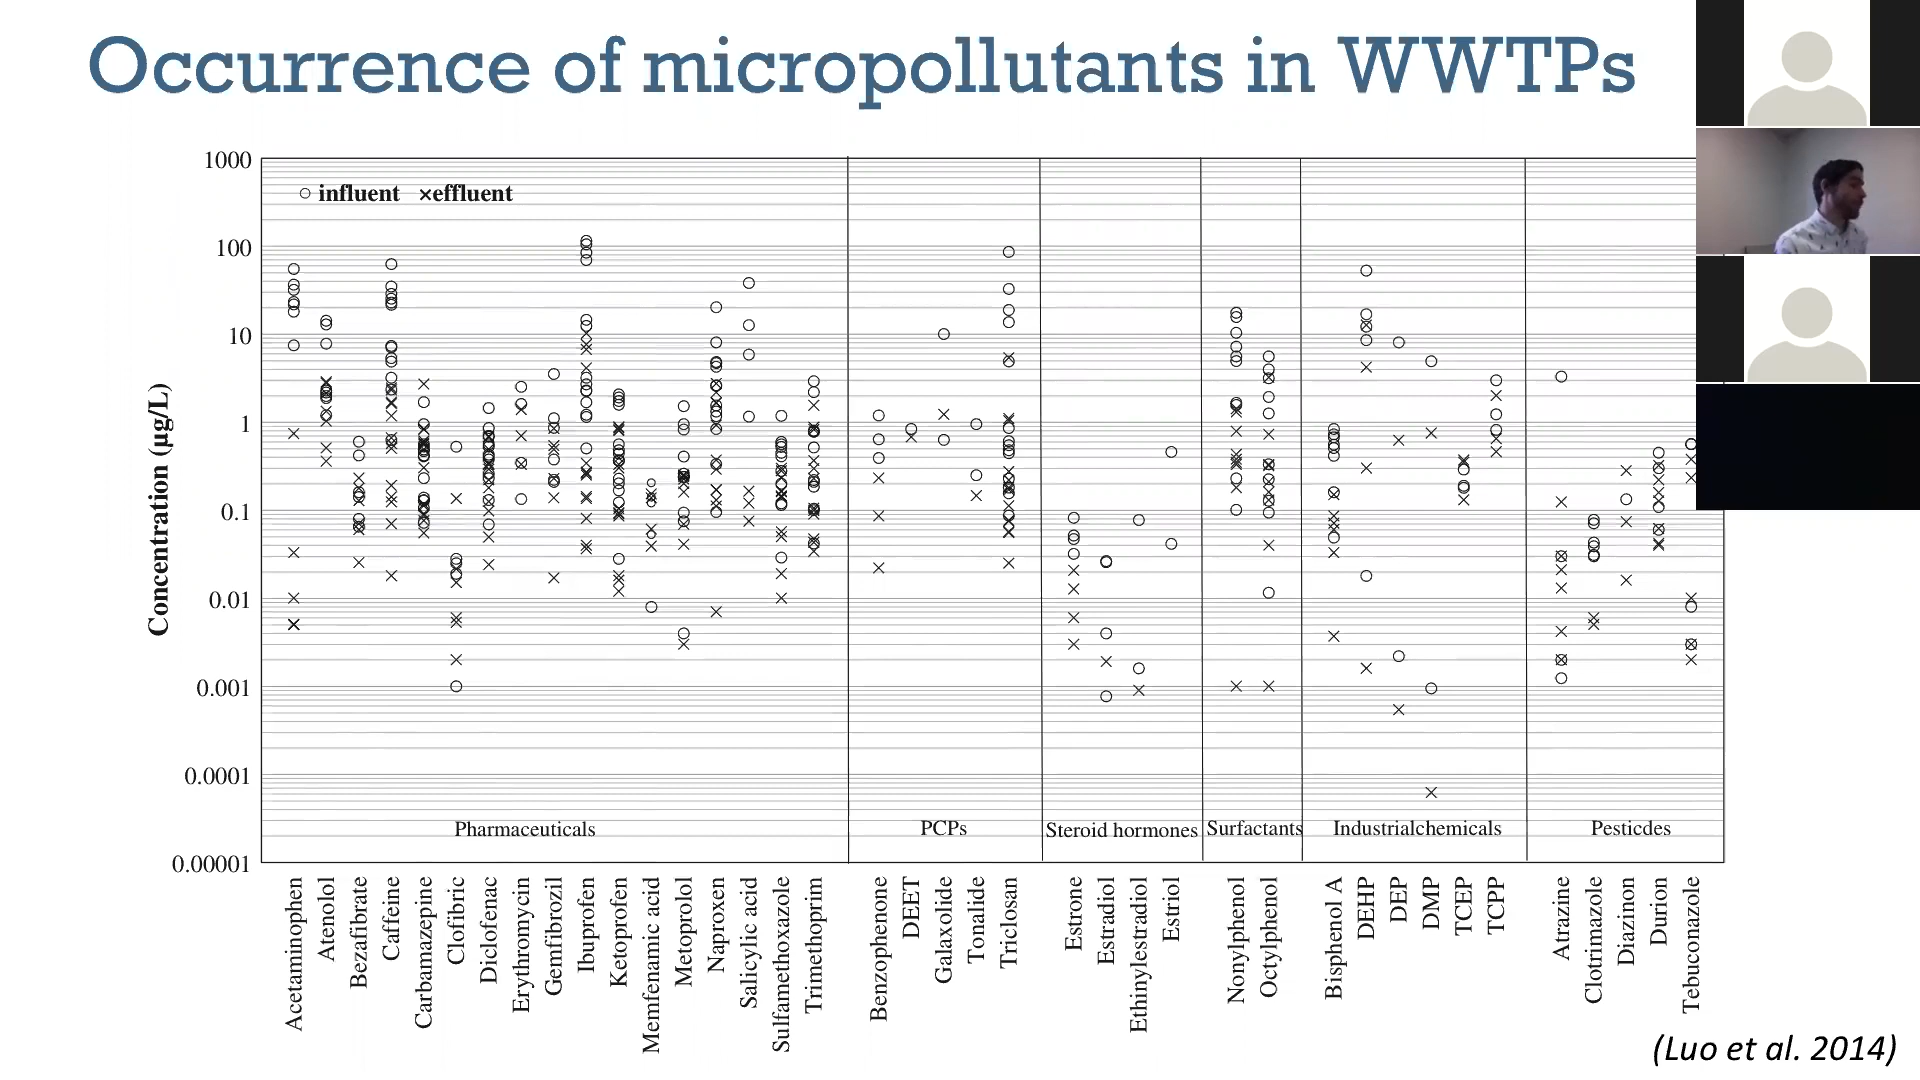 Occurrence of micropollutants in WWTPs
1000
○ influent ×effluent
100
10
1
0.1
0.01
0.001
0.0001
0.00001
Concentration (µg/L)
Pharmaceuticals
PCPs
Steroid hormones
Surfactants
Industrialchemicals
Pesticdes
Acetaminophen
Atenolol
Bezafibrate
Caffeine
Carbamazepine
Clofibric
Diclofenac
Erythromycin
Gemfibrozil
Ibuprofen
Ketoprofen
Memfenamic acid
Metoprolol
Naproxen
Salicylic acid
Sulfamethoxazole
Trimethoprim
Benzophenone
DEET
Galaxolide
Tonalide
Triclosan
Estrone
Estradiol
Ethinylestradiol
Estriol
Nonylphenol
Octylphenol
Bisphenol A
DEHP
DEP
DMP
TCEP
TCPP
Atrazine
Clotrimazole
Diazinon
Durion
Tebuconazole
(Luo et al. 2014)